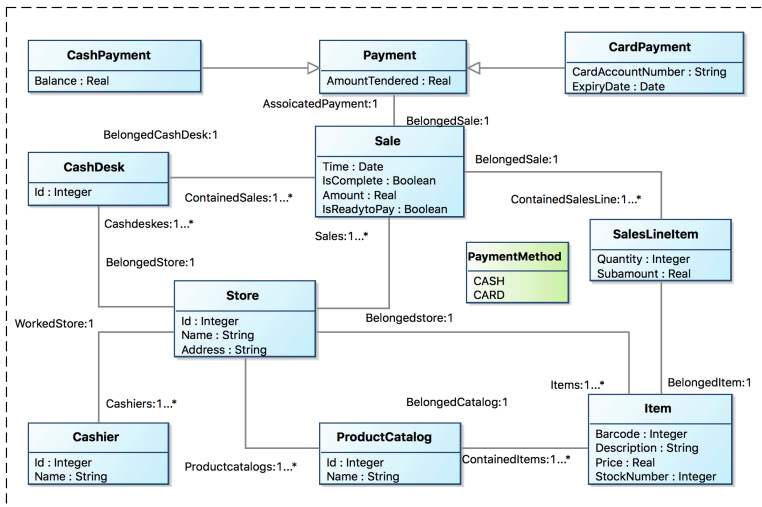 CashPayment
Balance : Real
Payment
AmountTendered : Real
CardPayment
CardAccountNumber : String
ExpiryDate : Date
AssoicatedPayment:1
BelongedSale:1
BelongedCashDesk:1
Sale
Time : Date
IsComplete : Boolean
Amount : Real
IsReadytoPay : Boolean
BelongedSale:1
CashDesk
Id : Integer
ContainedSales:1...*
ContainedSalesLine:1...*
Cashdeskes:1...*
Sales:1...*
SalesLineItem
Quantity : Integer
Subamount : Real
PaymentMethod
CASH
CARD
BelongedStore:1
Store
Id : Integer
Name : String
Address : String
WorkedStore:1
Belongedstore:1
Cashiers:1...*
Items:1...*
BelongedItem:1
BelongedCatalog:1
Cashier
Id : Integer
Name : String
Productcatalogs:1...*
ProductCatalog
Id : Integer
Name : String
ContainedItems:1...*
Item
Barcode : Integer
Description : String
Price : Real
StockNumber : Integer